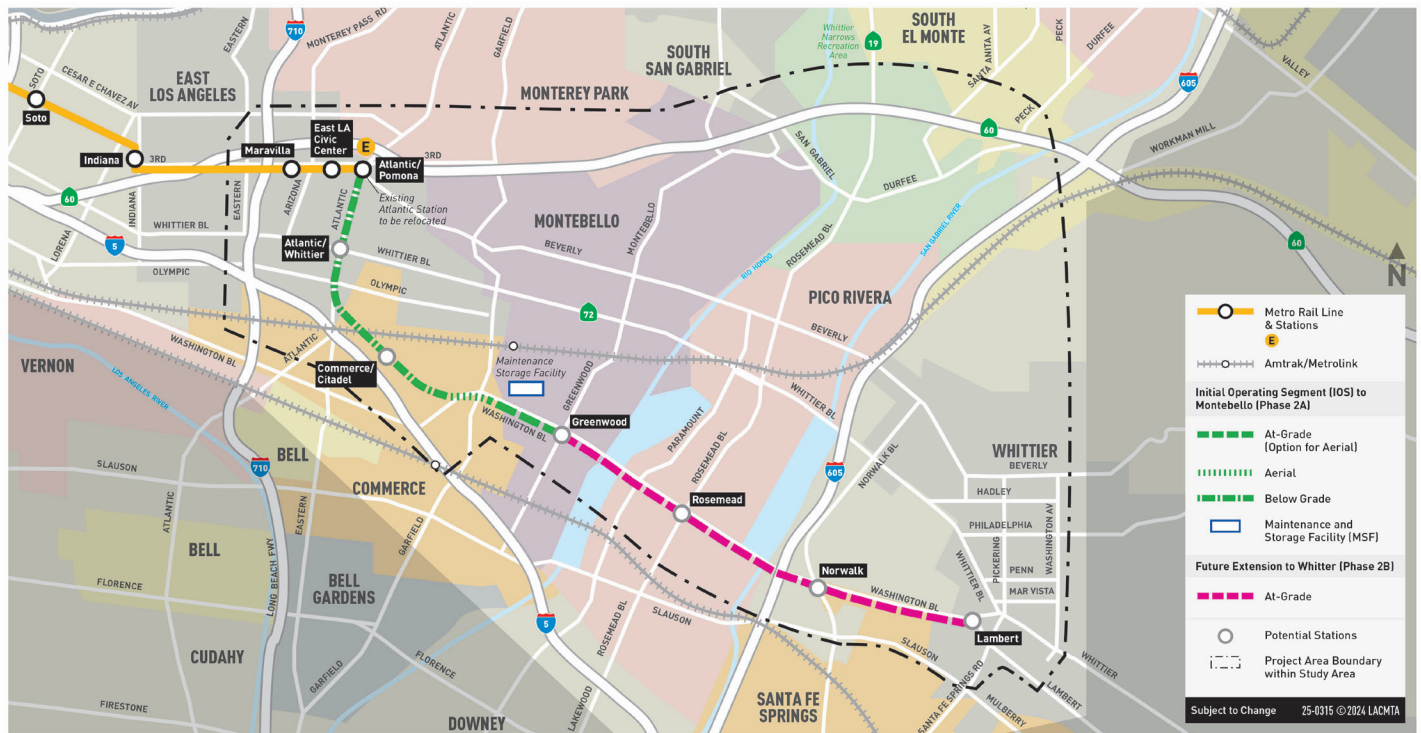 SOTO
CESAR E CHAVEZ AV
EASTERN
710
MONTEREY PASS RD
ATLANTIC
GARFIELD
EAST
LOS ANGELES
MONTEREY PARK
SOUTH
SAN GABRIEL
Whittier
Narrows
Recreation
Area
19
SOUTH
EL MONTE
SANTA ANITA AV
PECK
DURFEE
605
VALLEY
WORKMAN MILL
PECK
60
Soto
Indiana
3RD
Maravilla
East LA
Civic
Center
E
Atlantic/
Pomona
3RD
Existing
Atlantic Station
to be relocated
SAN GABRIEL
DURFEE
60
INDIANA
EASTERN
ARIZONA
ATLANTIC
LORENA
WHITTIER BL
5
OLYMPIC
Atlantic/
Whittier
WHITTIER BL
OLYMPIC
MONTEBELLO
MONTEBELLO
BEVERLY
72
RIO HONDO
ROSEMEAD BL
SAN GABRIEL RIVER
PICO RIVERA
BEVERLY
60
N
VERNON
LOS ANGELES RIVER
WASHINGTON BL
ATLANTIC
Commerce/
Citadel
Maintenance
Storage Facility
GREENWOOD
WASHINGTON BL
Greenwood
WHITTIER BL
PARAMOUNT
ROSEMEAD BL
Rosemead
605
NORWALK BL
WHITTIER
BEVERLY
HADLEY
PHILADELPHIA
PICKERING
WASHINGTON AV
PENN
MAR VISTA
WHITTIER BL
Norwalk
WASHINGTON BL
Lambert
SLAUSON
710
BELL
COMMERCE
SLAUSON
ATLANTIC
EASTERN
GARFIELD
BELL
FLORENCE
LONG BEACH FWY
BELL
GARDENS
CUDAHY
GARFIELD
FLORENCE
FIRESTONE
DOWNEY
5
ROSEMEAD BL
LAKEWOOD
SLAUSON
SANTA FE
SPRINGS
SANTA FE SPRINGS RD
MULBERRY
LAMBERT
WHITTIER
Metro Rail Line
& Stations
E
Amtrak/Metrolink
Initial Operating Segment (IOS) to
Montebello (Phase 2A)
At-Grade
(Option for Aerial)
Aerial
Below Grade
Maintenance and
Storage Facility (MSF)
Future Extension to Whitter (Phase 2B)
At-Grade
Potential Stations
Project Area Boundary
within Study Area
Subject to Change 25-0315 ©2024 LACMTA